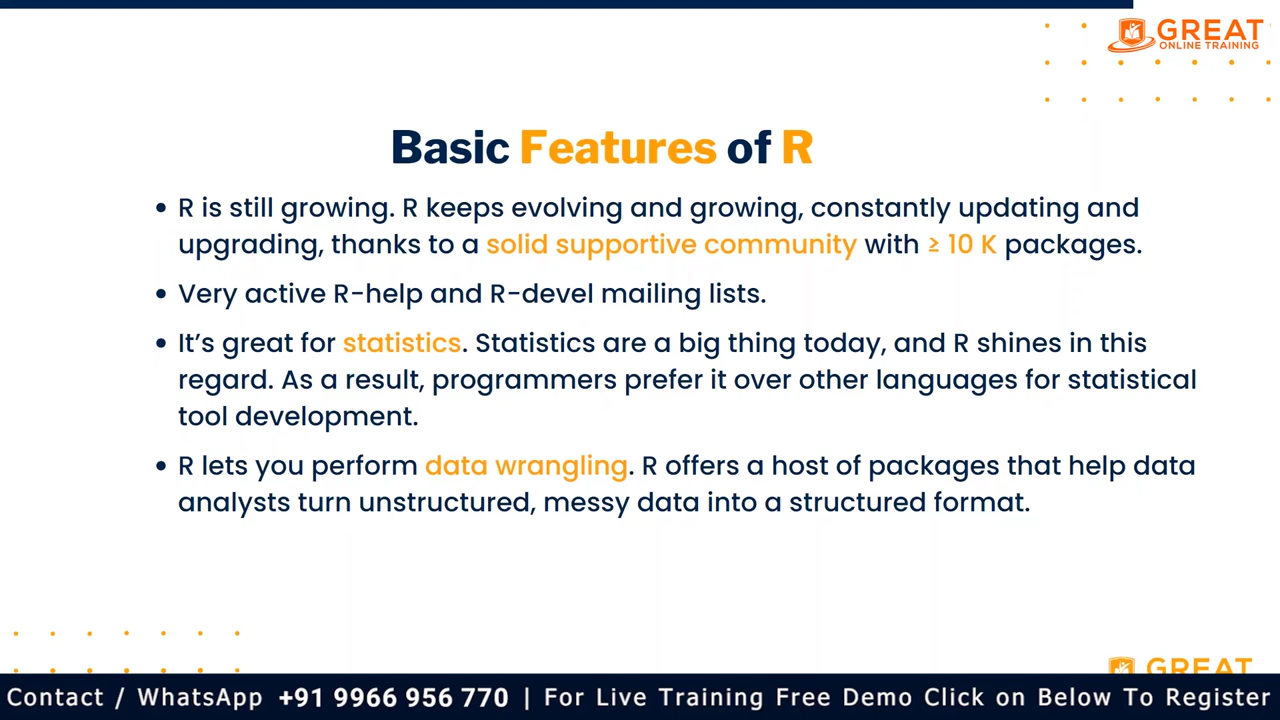 GREAT
ONLINE TRAINING
Basic Features of R
• R is still growing. R keeps evolving and growing, constantly updating and
upgrading, thanks to a solid supportive community with ≥ 10 K packages.
• Very active R-help and R-devel mailing lists.
• It’s great for statistics. Statistics are a big thing today, and R shines in this
regard. As a result, programmers prefer it over other languages for statistical
tool development.
• R lets you perform data wrangling. R offers a host of packages that help data
analysts turn unstructured, messy data into a structured format.
GREAT
Contact / WhatsApp +91 9966 956 770 | For Live Training Free Demo Click on Below To Register